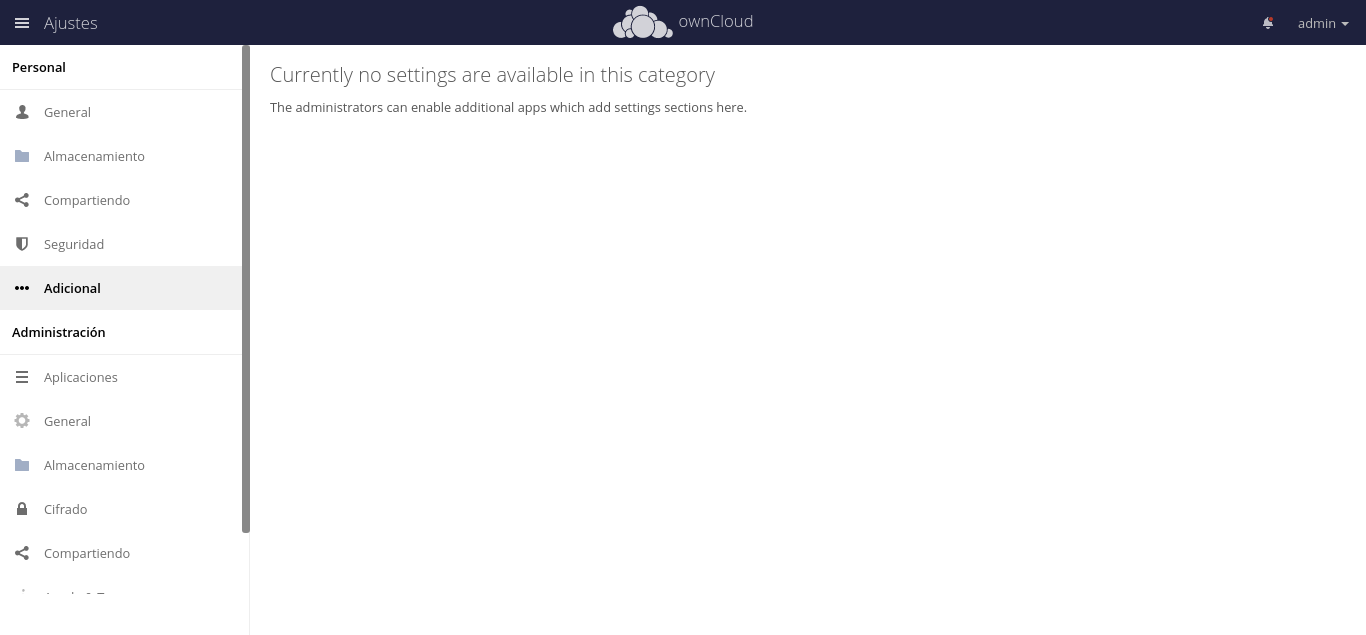 Ajustes
ownCloud
admin
Personal
General
Almacenamiento
Compartiendo
Seguridad
Adicional
Administración
Aplicaciones
General
Almacenamiento
Cifrado
Compartiendo
Currently no settings are available in this category
The administrators can enable additional apps which add settings sections here.